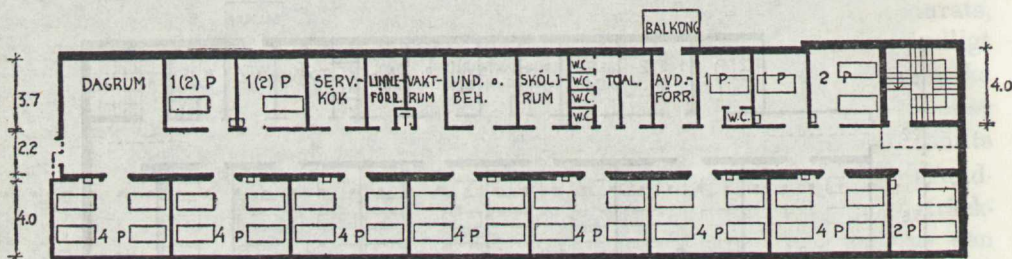 BALKONG
DAGRUM
1(2) P
1(2) P
SERV.-
KÖK
LINNE-
FÖRR.
VAKT-
RUM
T.
UND. o.
BEH.
SKÖLJ-
RUM
W.C.
W.C.
W.C.
W.C.
TOAL.
AVD.-
FÖRR.
1 P.
W.C.
1 P.
2 P.
3.7
2.2
4.0
4.0
4 P
4 P
4 P
4 P
4 P
4 P
4 P
2 P